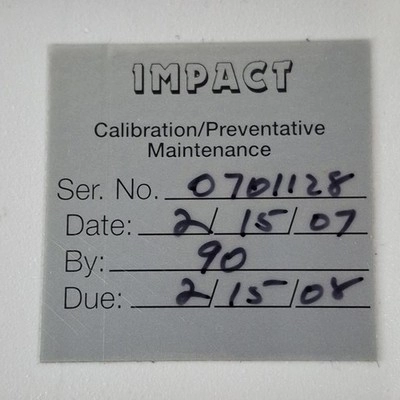 IMPACT
Calibration/Preventative
Maintenance
Ser. No. 0701128
Date: 2/15/07
By: 90
Due: 2/15/08